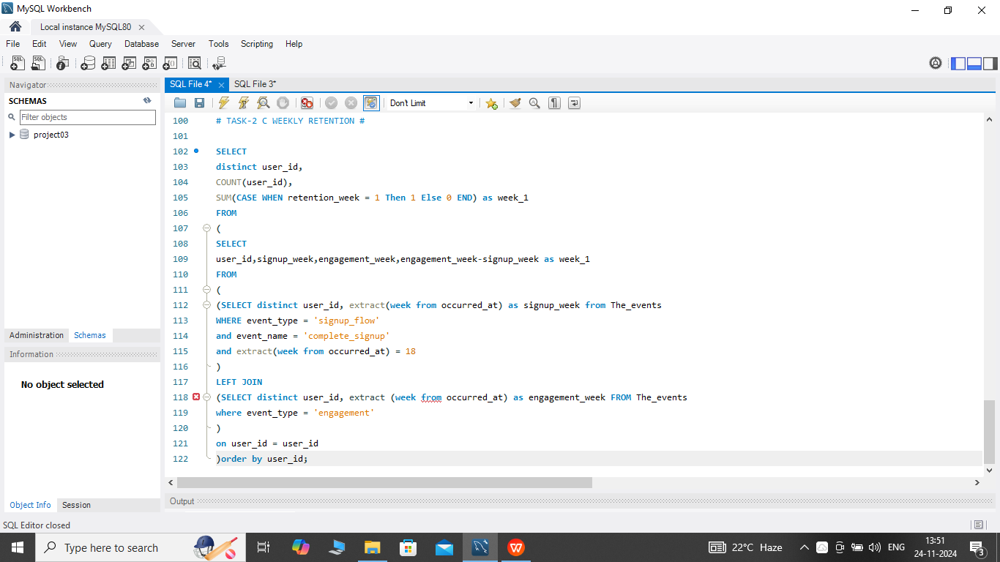 MySQL Workbench
Local instance MySQL80
File Edit View Query Database Server Tools Scripting Help
Navigator
SCHEMAS
Filter objects
project03
Administration Schemas
Information
No object selected
Object Info Session
SQL Editor closed
SQL File 4* SQL File 3*
Don't Limit
100 # TASK-2 C WEEKLY RETENTION #
101
102 SELECT
103 distinct user_id,
104 COUNT(user_id),
105 SUM(CASE WHEN retention_week = 1 Then 1 Else 0 END) as week_1
106 FROM
107 (
108 SELECT
109 user_id,signup_week,engagement_week,engagement_week-signup_week as week_1
110 FROM
111 (
112 (SELECT distinct user_id, extract(week from occurred_at) as signup_week from The_events
113 WHERE event_type = 'signup_flow'
114 and event_name = 'complete_signup'
115 and extract(week from occurred_at) = 18
116 )
117 LEFT JOIN
118 (SELECT distinct user_id, extract (week from occurred_at) as engagement_week FROM The_events
119 where event_type = 'engagement'
120 )
121 on user_id = user_id
122 )order by user_id;
Output
Type here to search
22°C Haze
ENG
13:51
24-11-2024
3